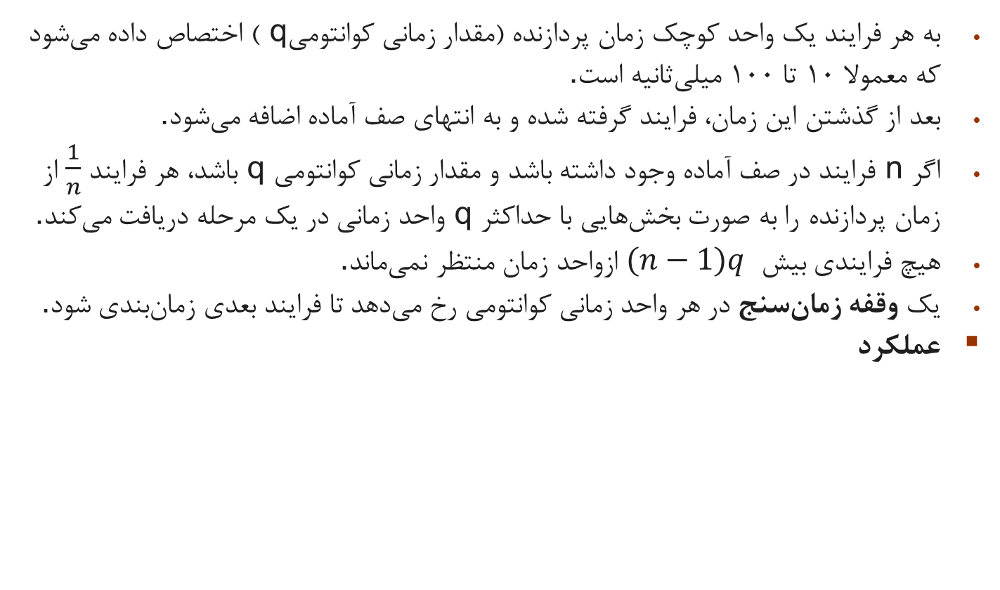 • به هر فرایند یک واحد کوچک زمان پردازنده (مقدار زمانی کوانتومیq ) اختصاص داده می‌شود
که معمولا ۱۰ تا ۱۰۰ میلی‌ثانیه است.
• بعد از گذشتن این زمان، فرایند گرفته شده و به انتهای صف آماده اضافه می‌شود.
• اگر n فرایند در صف آماده وجود داشته باشد و مقدار زمانی کوانتومی q باشد، هر فرایند 1/n از
زمان پردازنده را به صورت بخش‌هایی با حداکثر q واحد زمانی در یک مرحله دریافت می‌کند.
• هیچ فرایندی بیش (n − 1)q ازواحد زمان منتظر نمی‌ماند.
• یک وقفه زمان‌سنج در هر واحد زمانی کوانتومی رخ می‌دهد تا فرایند بعدی زمان‌بندی شود.
▪ عملکرد